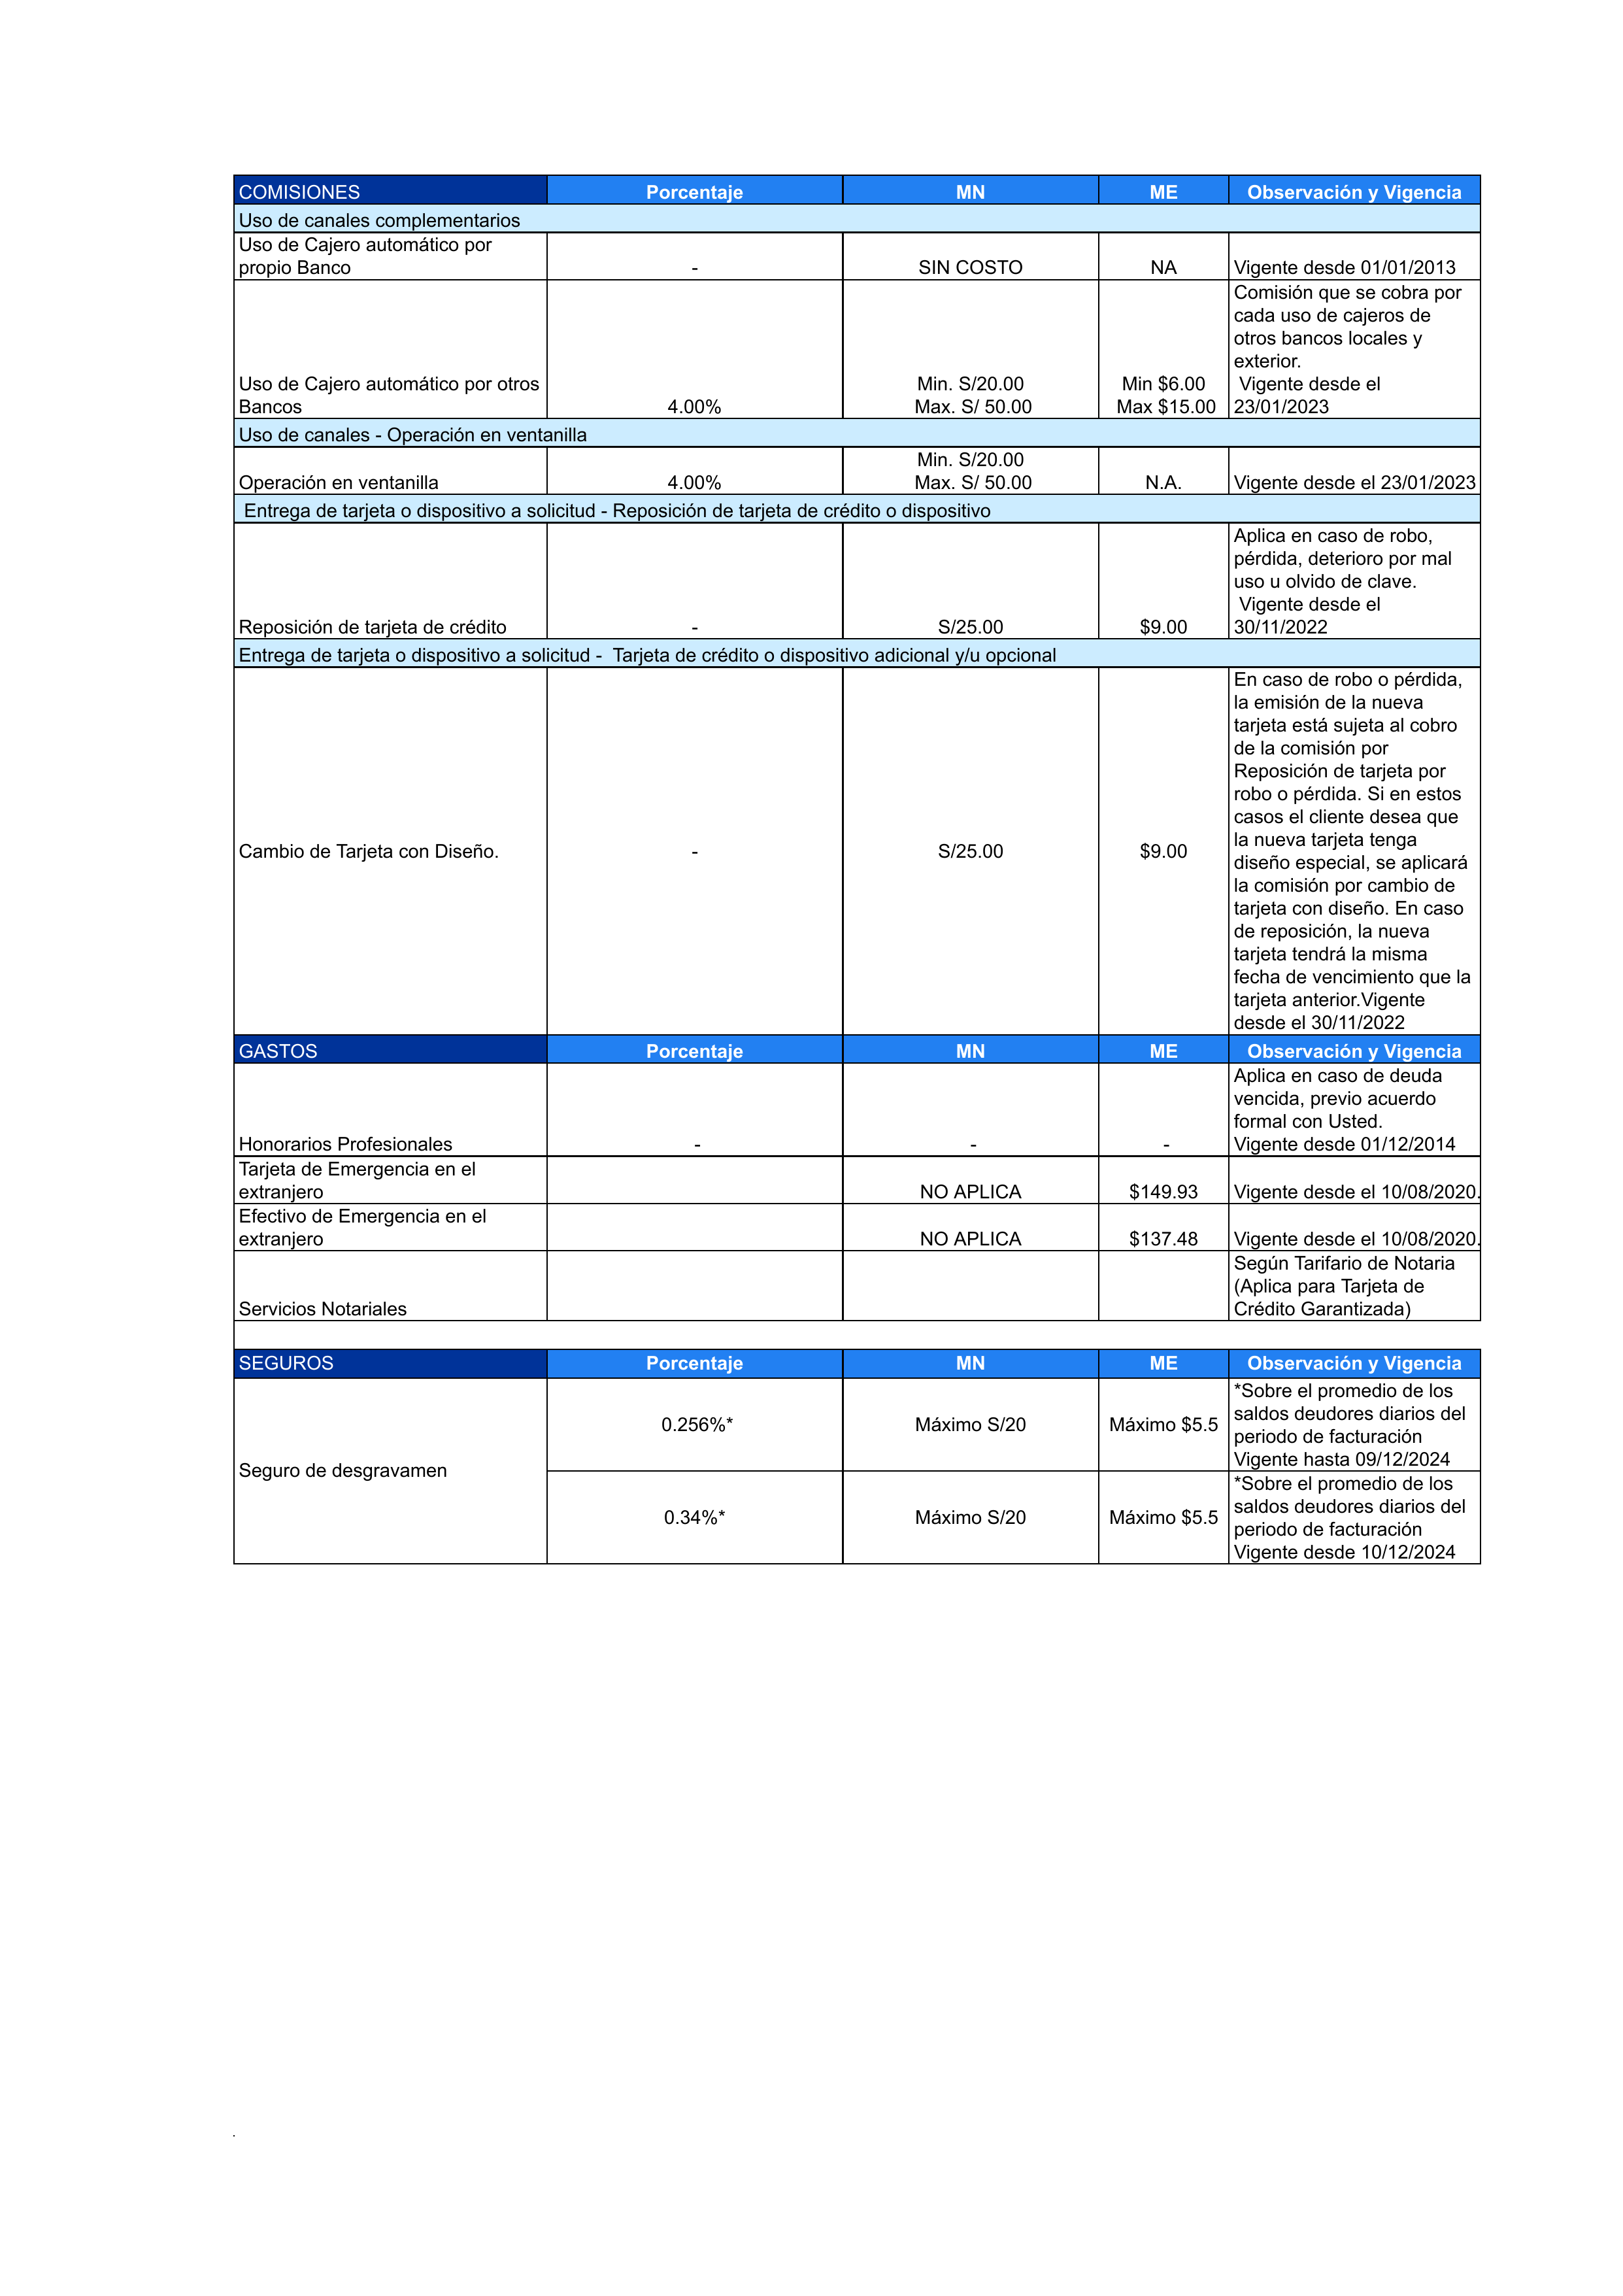 COMISIONES Porcentaje MN ME Observación y Vigencia
Uso de canales complementarios
Uso de Cajero automático por
propio Banco - SIN COSTO NA Vigente desde 01/01/2013
Comisión que se cobra por
cada uso de cajeros de
otros bancos locales y
exterior.
Uso de Cajero automático por otros Min. S/20.00 Min $6.00 Vigente desde el
Bancos 4.00% Max. S/ 50.00 Max $15.00 23/01/2023
Uso de canales - Operación en ventanilla
Min. S/20.00
Operación en ventanilla 4.00% Max. S/ 50.00 N.A. Vigente desde el 23/01/2023
Entrega de tarjeta o dispositivo a solicitud - Reposición de tarjeta de crédito o dispositivo
Aplica en caso de robo,
pérdida, deterioro por mal
uso u olvido de clave.
Vigente desde el
Reposición de tarjeta de crédito - S/25.00 $9.00 30/11/2022
Entrega de tarjeta o dispositivo a solicitud -  Tarjeta de crédito o dispositivo adicional y/u opcional
En caso de robo o pérdida,
la emisión de la nueva
tarjeta está sujeta al cobro
de la comisión por
Reposición de tarjeta por
robo o pérdida. Si en estos
casos el cliente desea que
la nueva tarjeta tenga
Cambio de Tarjeta con Diseño. - S/25.00 $9.00 diseño especial, se aplicará
la comisión por cambio de
tarjeta con diseño. En caso
de reposición, la nueva
tarjeta tendrá la misma
fecha de vencimiento que la
tarjeta anterior.Vigente
desde el 30/11/2022
GASTOS Porcentaje MN ME Observación y Vigencia
Aplica en caso de deuda
vencida, previo acuerdo
formal con Usted.
Honorarios Profesionales - - - Vigente desde 01/12/2014
Tarjeta de Emergencia en el
extranjero NO APLICA $149.93 Vigente desde el 10/08/2020.
Efectivo de Emergencia en el
extranjero NO APLICA $137.48 Vigente desde el 10/08/2020.
Según Tarifario de Notaria
(Aplica para Tarjeta de
Servicios Notariales Crédito Garantizada)
SEGUROS Porcentaje MN ME Observación y Vigencia
Seguro de desgravamen
*Sobre el promedio de los
0.256%* Máximo S/20 Máximo $5.5 saldos deudores diarios del
periodo de facturación
Vigente hasta 09/12/2024
*Sobre el promedio de los
0.34%* Máximo S/20 Máximo $5.5 saldos deudores diarios del
periodo de facturación
Vigente desde 10/12/2024